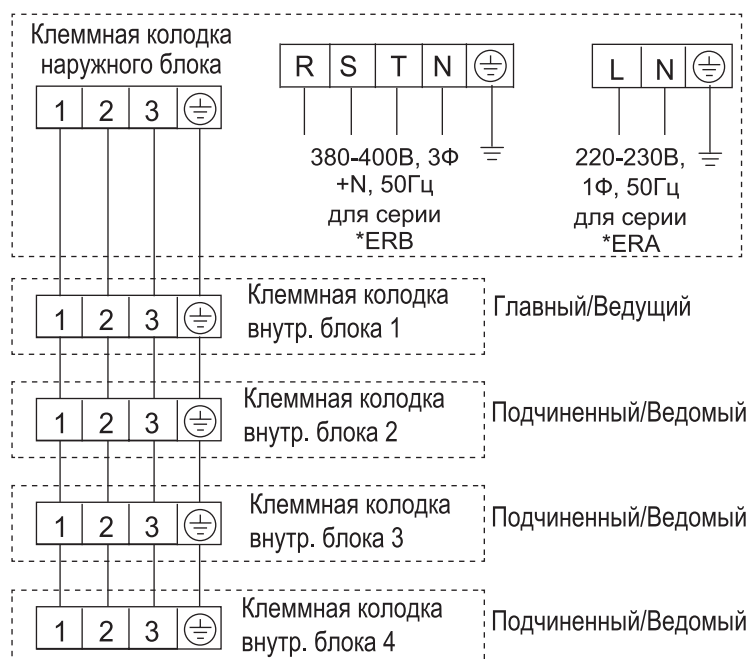 Клеммная колодка
наружного блока
1 2 3
R S T N
380-400В, 3Ф
+N, 50Гц
для серии
*ERB
L N
220-230В,
1Ф, 50Гц
для серии
*ERA
1 2 3
Клеммная колодка
внутр. блока 1
Главный/Ведущий
1 2 3
Клеммная колодка
внутр. блока 2
Подчиненный/Ведомый
1 2 3
Клеммная колодка
внутр. блока 3
Подчиненный/Ведомый
1 2 3
Клеммная колодка
внутр. блока 4
Подчиненный/Ведомый